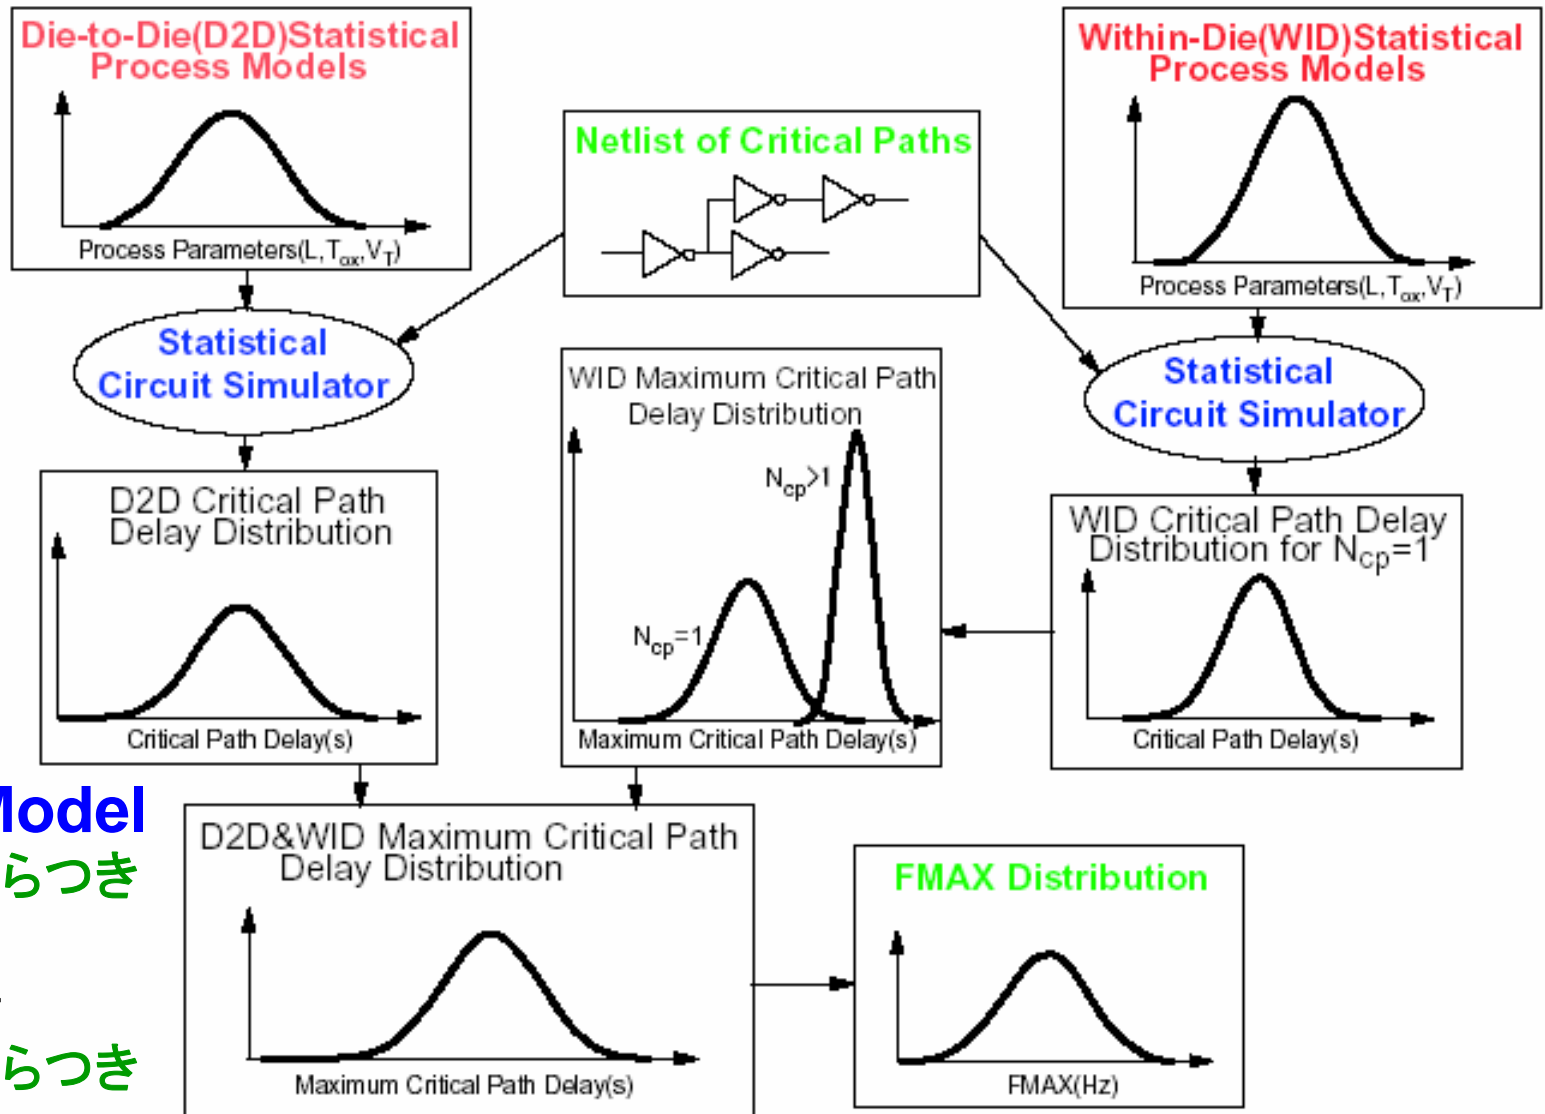 Die-to-Die(D2D)Statistical
Process Models
Process Parameters(L,Tox,VT)
Netlist of Critical Paths
Within-Die(WID)Statistical
Process Models
Process Parameters(L,Tox,VT)
Statistical
Circuit Simulator
Statistical
Circuit Simulator
D2D Critical Path
Delay Distribution
Critical Path Delay(s)
WID Maximum Critical Path
Delay Distribution
Ncp>1
Ncp=1
Maximum Critical Path Delay(s)
WID Critical Path Delay
Distribution for Ncp=1
Critical Path Delay(s)
Model
らつき
らつき
D2D&WID Maximum Critical Path
Delay Distribution
Maximum Critical Path Delay(s)
FMAX Distribution
FMAX(Hz)